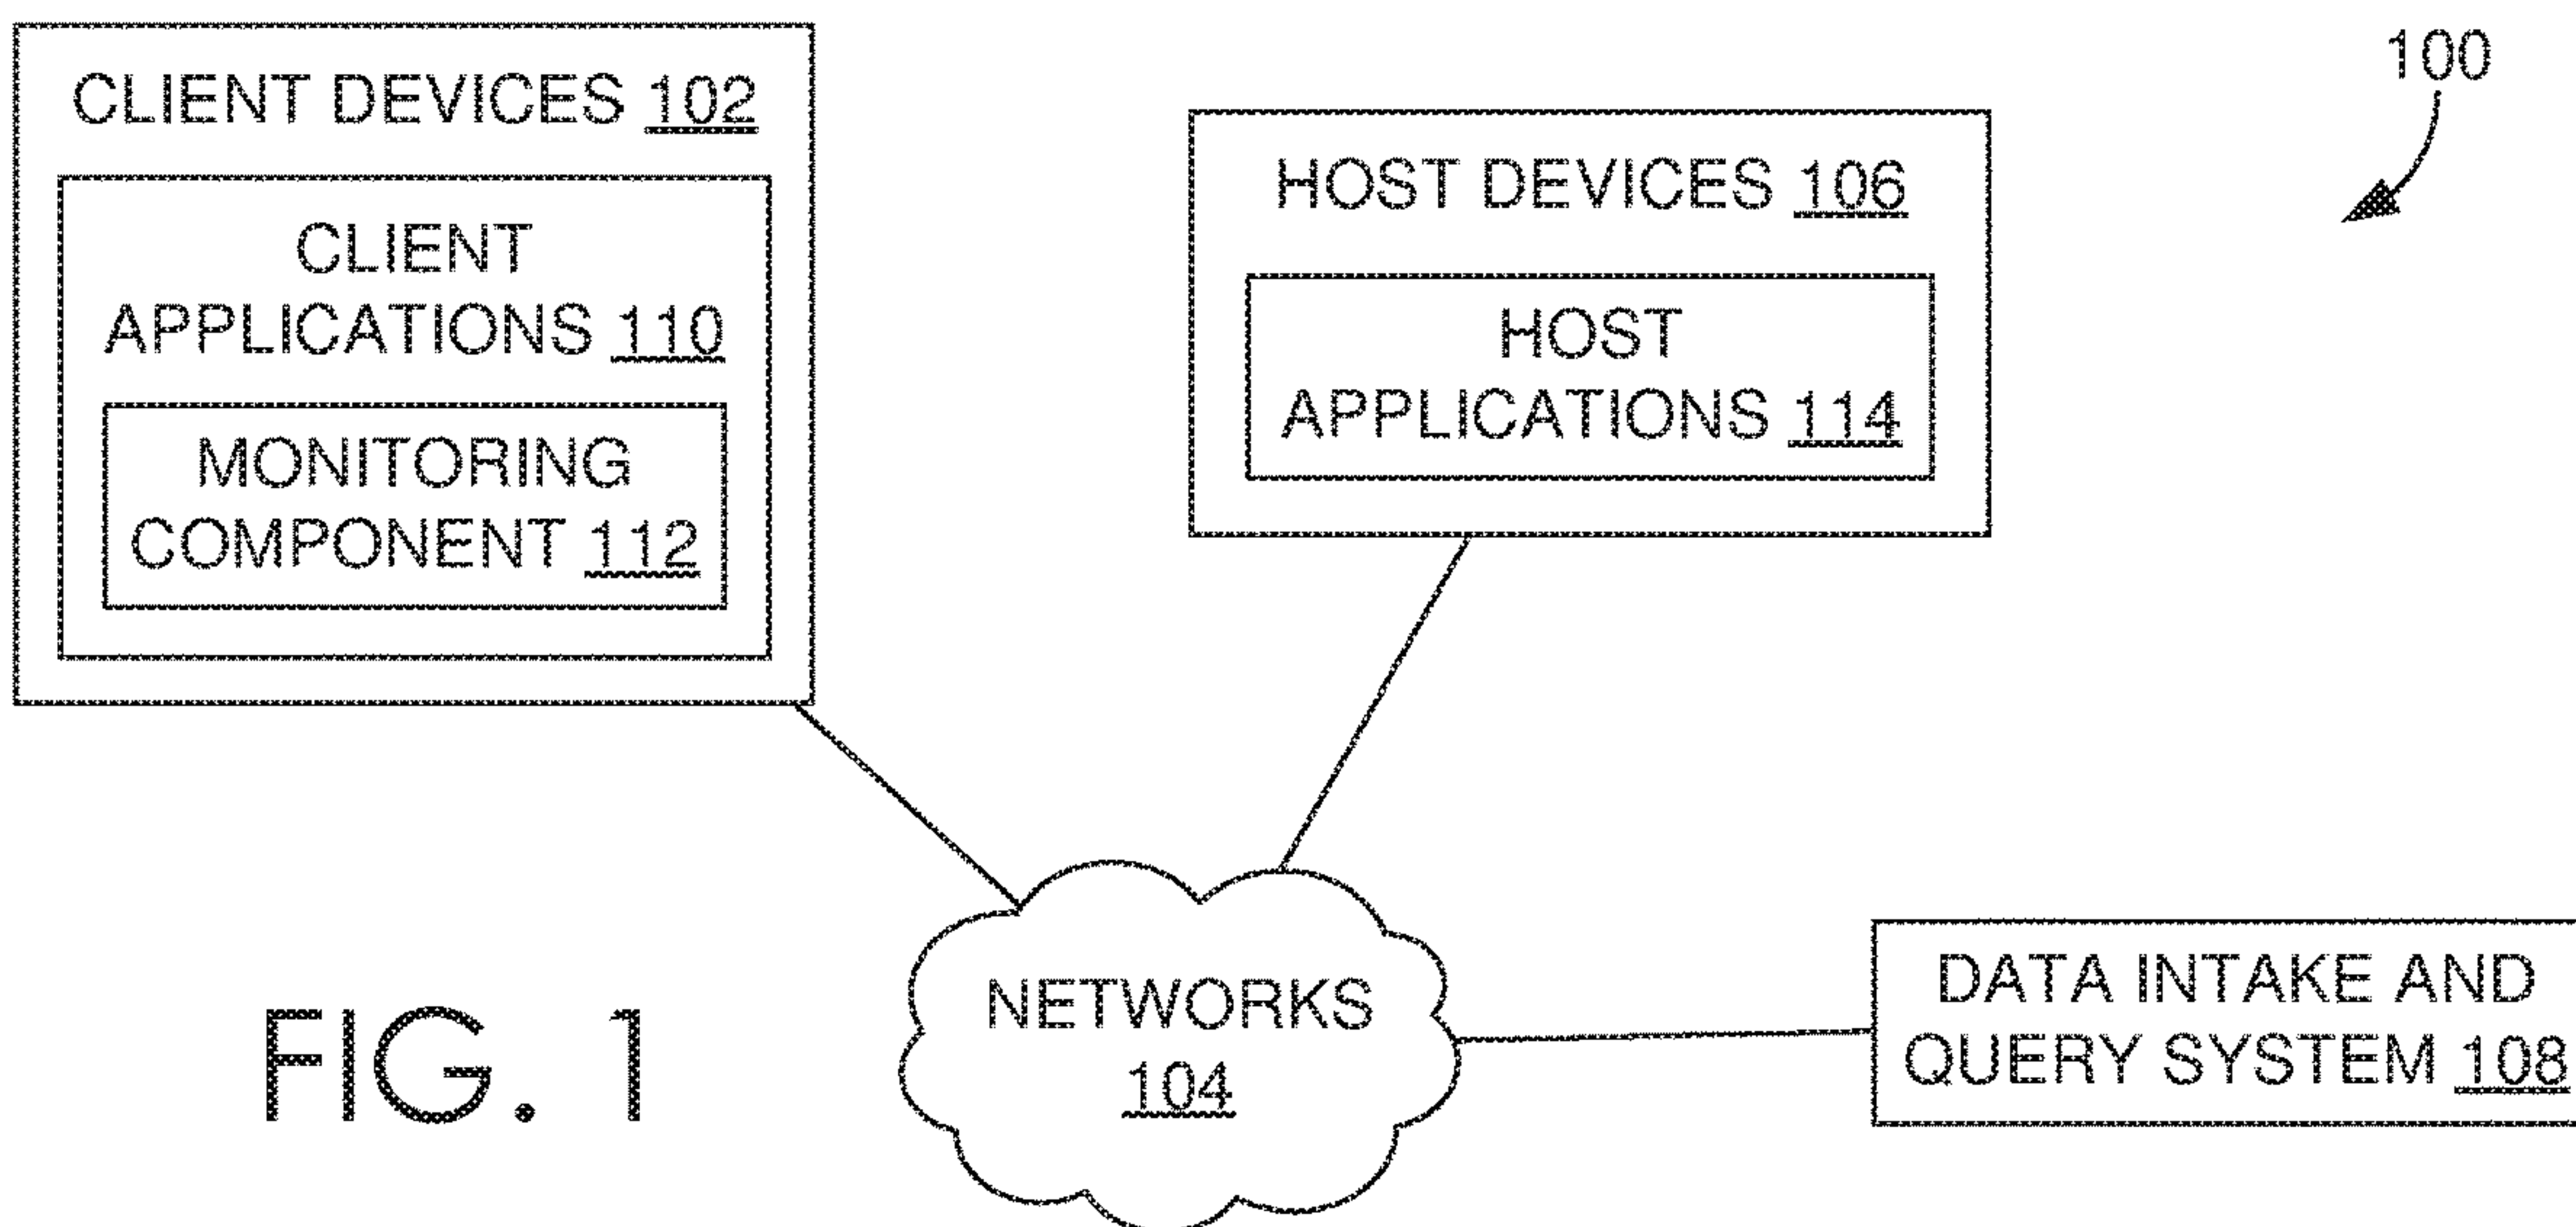 100
CLIENT DEVICES 102
CLIENT
APPLICATIONS 110
MONITORING
COMPONENT 112
HOST DEVICES 106
HOST
APPLICATIONS 114
NETWORKS
104
DATA INTAKE AND
QUERY SYSTEM 108
FIG. 1